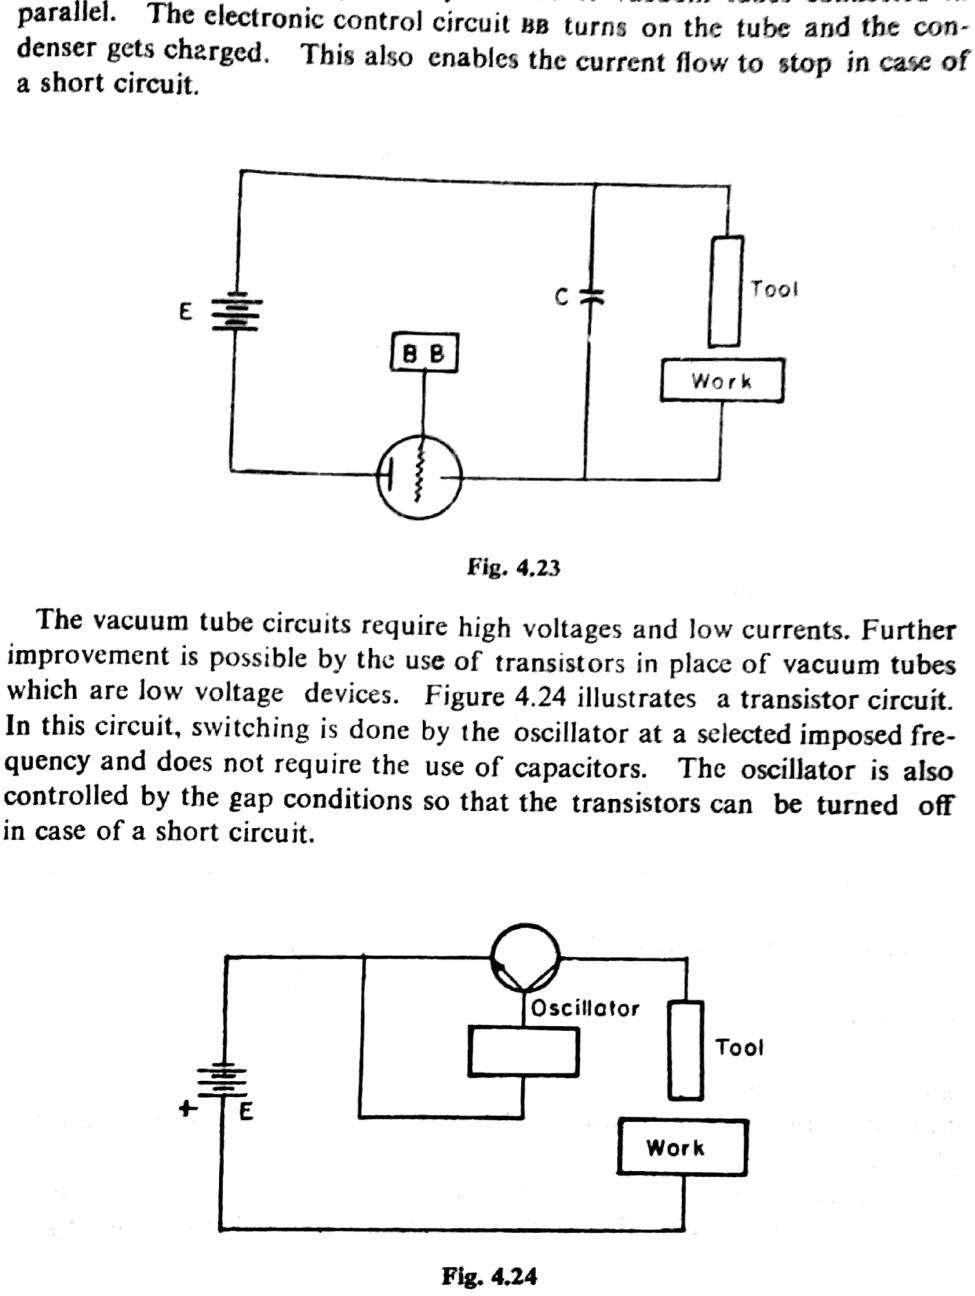 parallel. The electronic control circuit BB turns on the tube and the con-
denser gets charged. This also enables the current flow to stop in case of
a short circuit.
E
C
Tool
B B
Work
Fig. 4.23
The vacuum tube circuits require high voltages and low currents. Further
improvement is possible by the use of transistors in place of vacuum tubes
which are low voltage devices. Figure 4.24 illustrates a transistor circuit.
In this circuit, switching is done by the oscillator at a selected imposed fre-
quency and does not require the use of capacitors. The oscillator is also
controlled by the gap conditions so that the transistors can be turned off
in case of a short circuit.
Oscillator
Tool
+ E
Work
Fig. 4.24